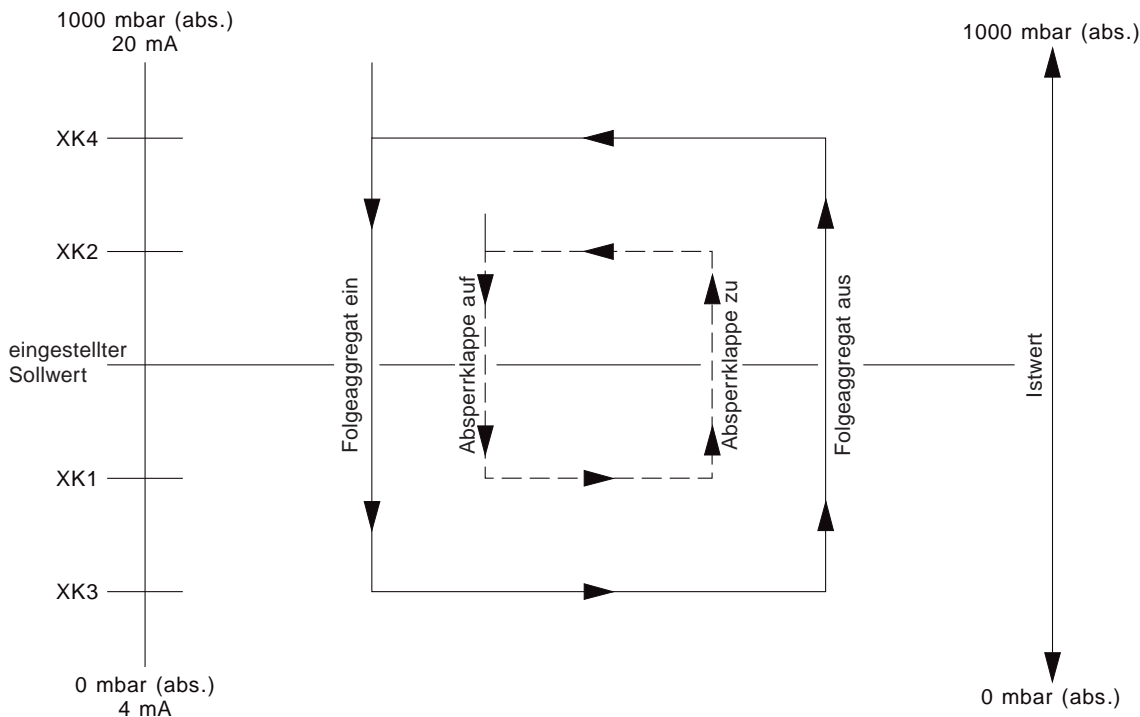 1000 mbar (abs.)
20 mA
1000 mbar (abs.)
XK4
XK2
eingestellter
Sollwert
XK1
XK3
Folgeaggregat ein
Absperrklappe auf
Absperrklappe zu
Folgeaggregat aus
Istwert
0 mbar (abs.)
4 mA
0 mbar (abs.)